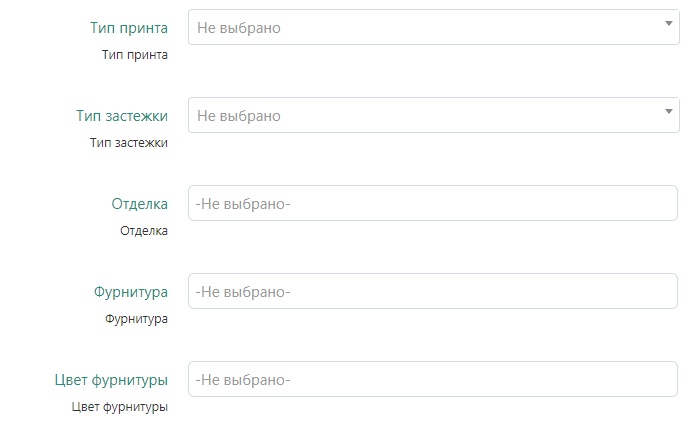 Тип принта
Не выбрано
Тип принта
Тип застежки
Не выбрано
Тип застежки
Отделка
-Не выбрано-
Отделка
Фурнитура
-Не выбрано-
Фурнитура
Цвет фурнитуры
-Не выбрано-
Цвет фурнитуры